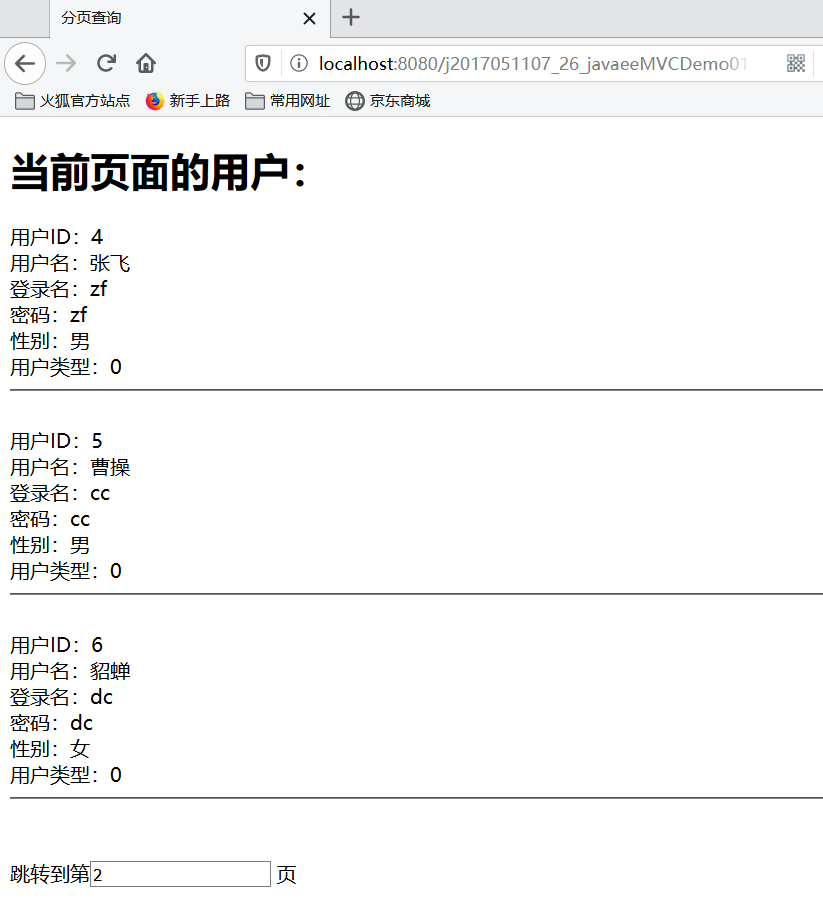 分页查询
localhost:8080/j2017051107_26_javaeeMVCDemo01
火狐官方站点 新手上路 常用网址 京东商城
当前页面的用户：
用户ID：4
用户名：张飞
登录名：zf
密码：zf
性别：男
用户类型：0
用户ID：5
用户名：曹操
登录名：cc
密码：cc
性别：男
用户类型：0
用户ID：6
用户名：貂蝉
登录名：dc
密码：dc
性别：女
用户类型：0
跳转到第2 页